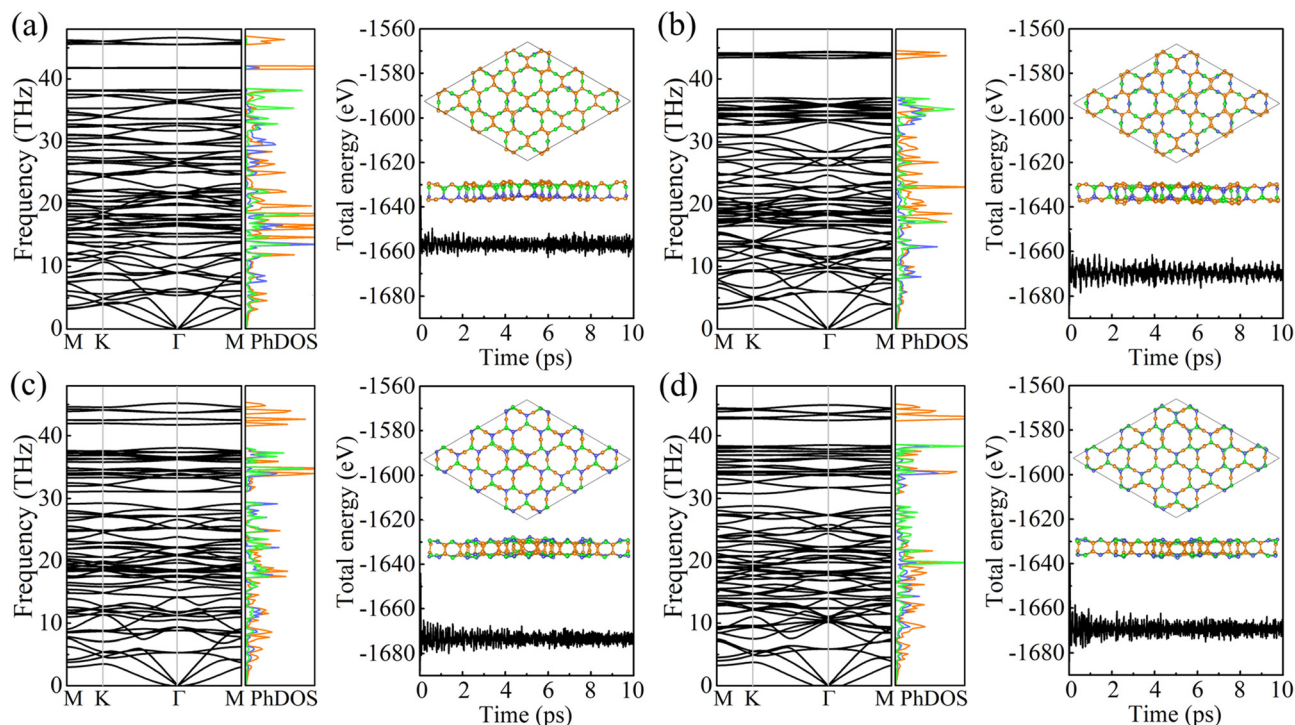 (a)
Frequency (THz)
40
30
20
10
0
M K Γ M PhDOS
Total energy (eV)
-1560
-1580
-1600
-1620
-1640
-1660
-1680
0 2 4 6 8 10
Time (ps)
(b)
Frequency (THz)
40
30
20
10
0
M K Γ M PhDOS
Total energy (eV)
-1560
-1580
-1600
-1620
-1640
-1660
-1680
0 2 4 6 8 10
Time (ps)
(c)
Frequency (THz)
40
30
20
10
0
M K Γ M PhDOS
Total energy (eV)
-1560
-1580
-1600
-1620
-1640
-1660
-1680
0 2 4 6 8 10
Time (ps)
(d)
Frequency (THz)
40
30
20
10
0
M K Γ M PhDOS
Total energy (eV)
-1560
-1580
-1600
-1620
-1640
-1660
-1680
0 2 4 6 8 10
Time (ps)